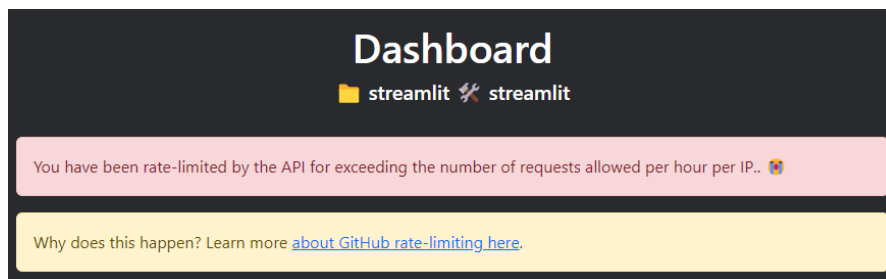 Dashboard
📁 streamlit 🛠️ streamlit
You have been rate-limited by the API for exceeding the number of requests allowed per hour per IP.. 😭
Why does this happen? Learn more about GitHub rate-limiting here.